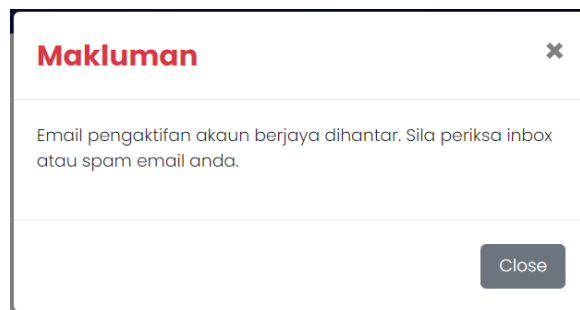 Makluman
Email pengaktifan akaun berjaya dihantar. Sila periksa inbox
atau spam email anda.
Close